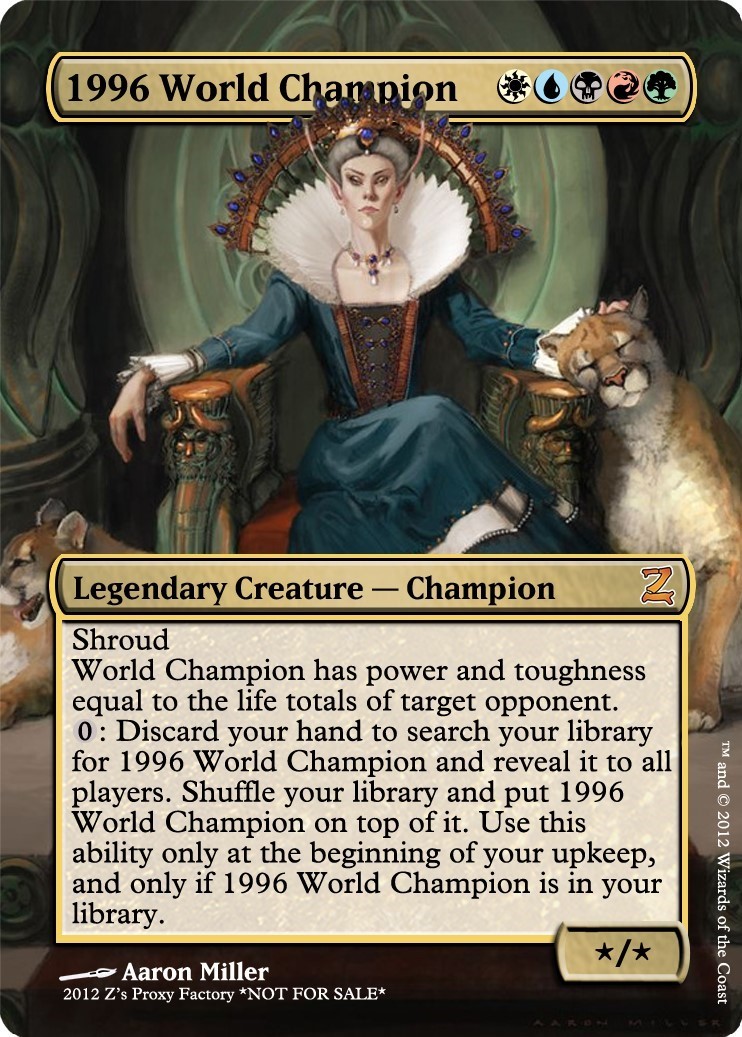 1996 World Champion
Legendary Creature — Champion
Z
Shroud
World Champion has power and toughness
equal to the life totals of target opponent.
0: Discard your hand to search your library
for 1996 World Champion and reveal it to all
players. Shuffle your library and put 1996
World Champion on top of it. Use this
ability only at the beginning of your upkeep,
and only if 1996 World Champion is in your
library.
*/*
Aaron Miller
2012 Z's Proxy Factory *NOT FOR SALE*
™ and © 2012 Wizards of the Coast
AARON MILLER